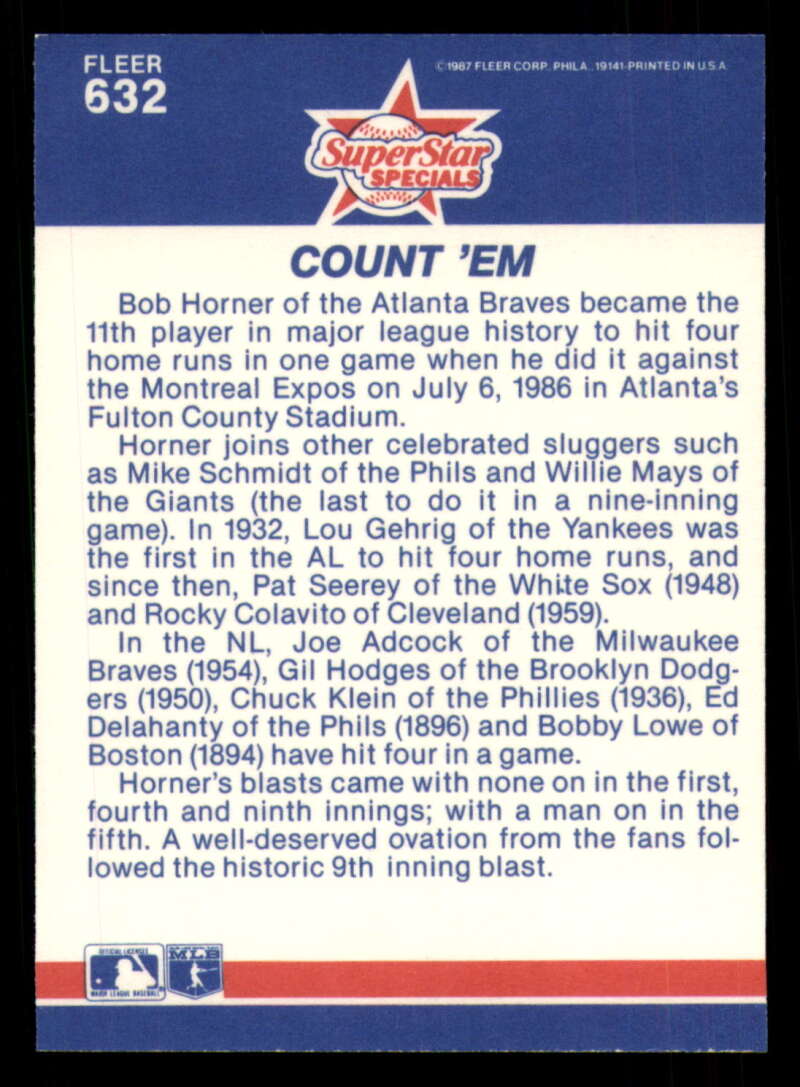 FLEER
632
©1987 FLEER CORP. PHILA., 19141 PRINTED IN U.S.A.
SuperStar
SPECIALS
COUNT 'EM
Bob Horner of the Atlanta Braves became the
11th player in major league history to hit four
home runs in one game when he did it against
the Montreal Expos on July 6, 1986 in Atlanta's
Fulton County Stadium.
Horner joins other celebrated sluggers such
as Mike Schmidt of the Phils and Willie Mays of
the Giants (the last to do it in a nine-inning
game). In 1932, Lou Gehrig of the Yankees was
the first in the AL to hit four home runs, and
since then, Pat Seerey of the White Sox (1948)
and Rocky Colavito of Cleveland (1959).
In the NL, Joe Adcock of the Milwaukee
Braves (1954), Gil Hodges of the Brooklyn Dodg-
ers (1950), Chuck Klein of the Phillies (1936), Ed
Delahanty of the Phils (1896) and Bobby Lowe of
Boston (1894) have hit four in a game.
Horner's blasts came with none on in the first,
fourth and ninth innings; with a man on in the
fifth. A well-deserved ovation from the fans fol-
lowed the historic 9th inning blast.
OFFICIAL LICENSEE
MAJOR LEAGUE BASEBALL
MLB